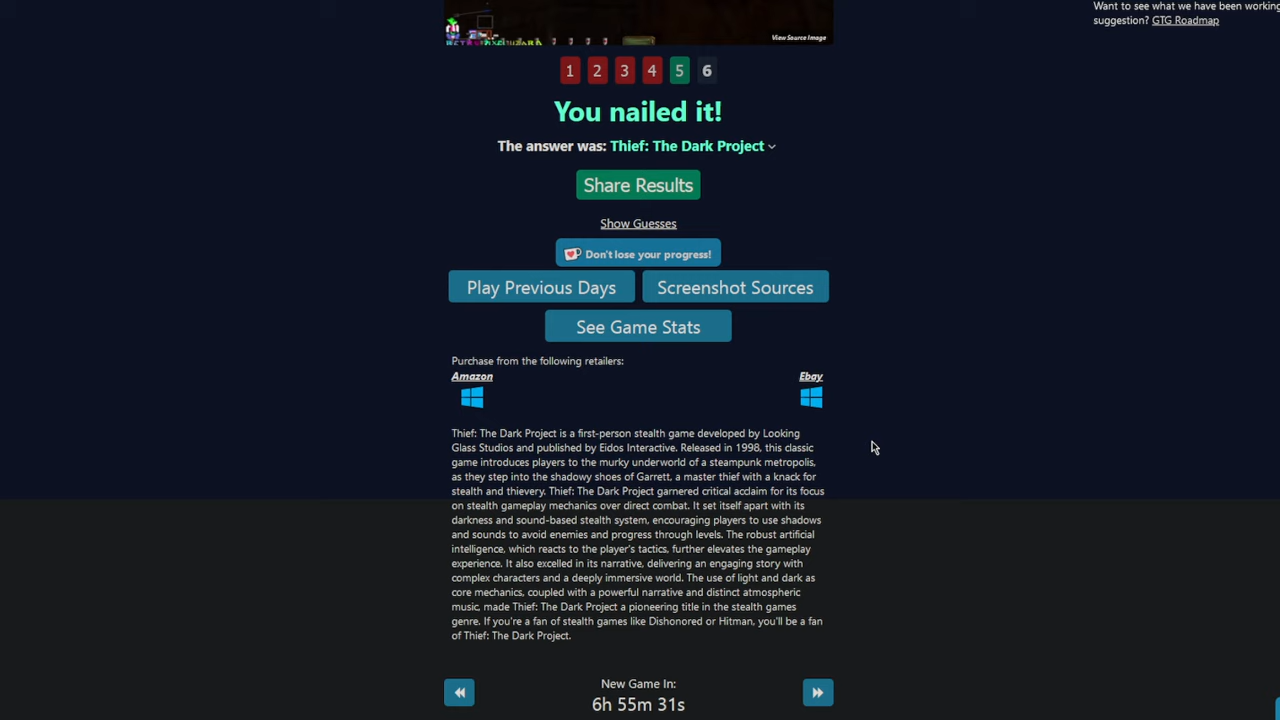 Want to see what we have been working
suggestion? GTG Roadmap
View Source Image
1 2 3 4 5 6
You nailed it!
The answer was: Thief: The Dark Project
Share Results
Show Guesses
Don't lose your progress!
Play Previous Days Screenshot Sources
See Game Stats
Purchase from the following retailers:
Amazon Ebay
Thief: The Dark Project is a first-person stealth game developed by Looking
Glass Studios and published by Eidos Interactive. Released in 1998, this classic
game introduces players to the murky underworld of a steampunk metropolis,
as they step into the shadowy shoes of Garrett, a master thief with a knack for
stealth and thievery. Thief: The Dark Project garnered critical acclaim for its focus
on stealth gameplay mechanics over direct combat. It set itself apart with its
darkness and sound-based stealth system, encouraging players to use shadows
and sounds to avoid enemies and progress through levels. The robust artificial
intelligence, which reacts to the player's tactics, further elevates the gameplay
experience. It also excelled in its narrative, delivering an engaging story with
complex characters and a deeply immersive world. The use of light and dark as
core mechanics, coupled with a powerful narrative and distinct atmospheric
music, made Thief: The Dark Project a pioneering title in the stealth games
genre. If you're a fan of stealth games like Dishonored or Hitman, you'll be a fan
of Thief: The Dark Project.
New Game In:
6h 55m 31s